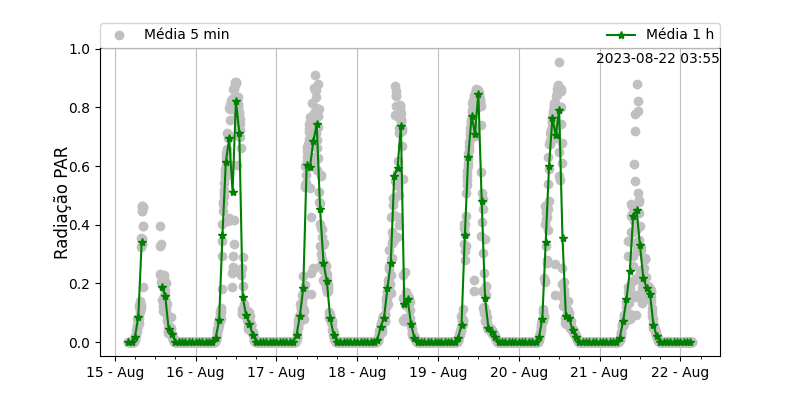 Média 5 min Média 1 h
2023-08-22 03:55
Radiação PAR
1.0
0.8
0.6
0.4
0.2
0.0
15 - Aug 16 - Aug 17 - Aug 18 - Aug 19 - Aug 20 - Aug 21 - Aug 22 - Aug